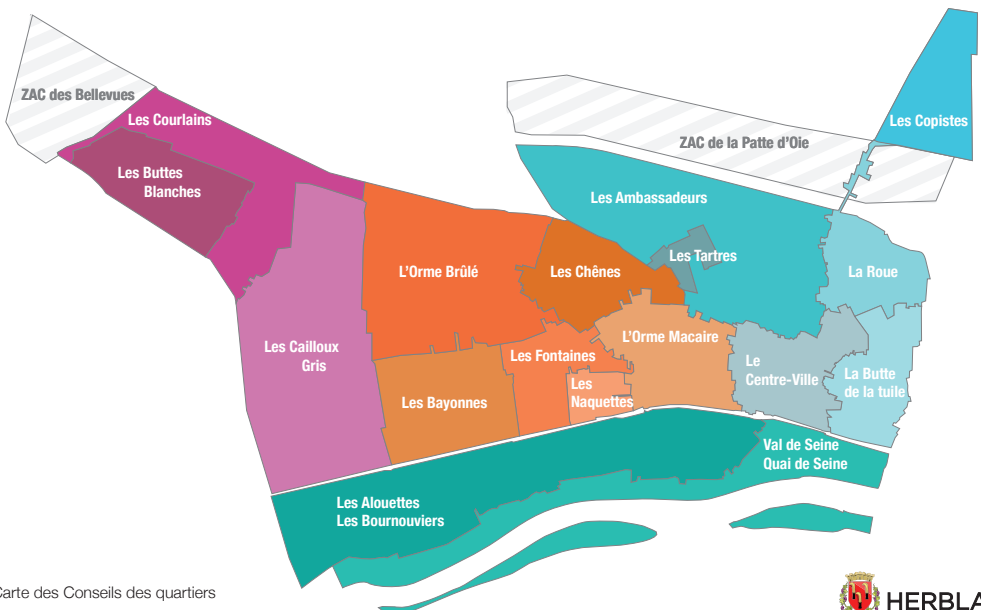 ZAC des Bellevues
Les Courlains
Les Copistes
ZAC de la Patte d'Oie
Les Buttes
Blanches
Les Ambassadeurs
Les Tartres
L'Orme Brûlé
Les Chênes
La Roue
Les Cailloux
Gris
Les Fontaines
L'Orme Macaire
Le
Centre-Ville
La Butte
de la tuile
Les Bayonnes
Les
Naquettes
Val de Seine
Quai de Seine
Les Alouettes
Les Bournouviers
Carte des Conseils des quartiers
HERBLA